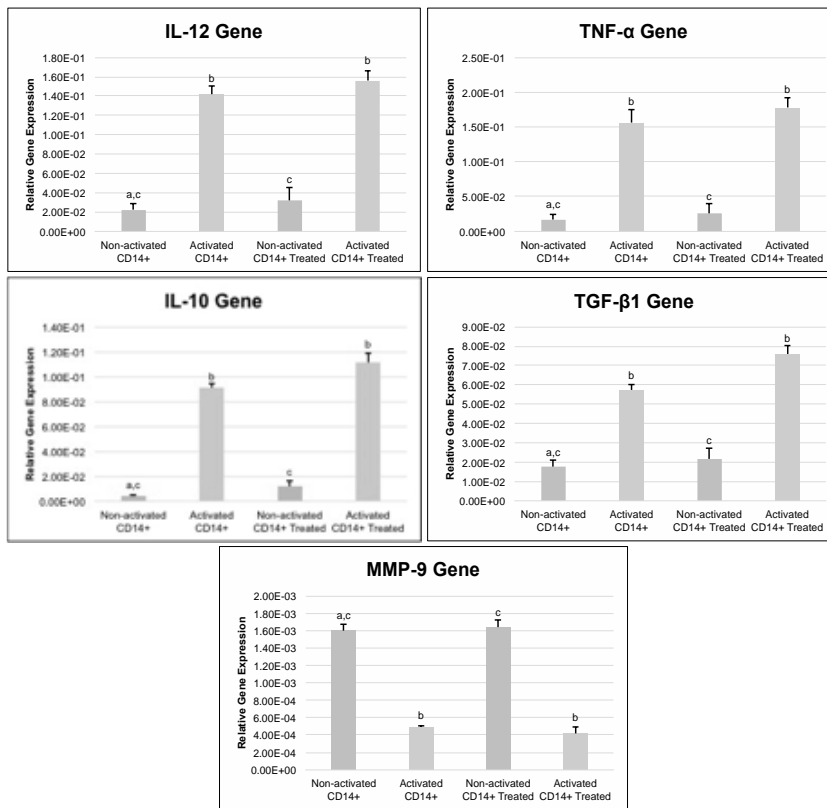 IL-12 Gene
Relative Gene Expression
1.80E-01
1.60E-01
1.40E-01
1.20E-01
1.00E-01
8.00E-02
6.00E-02
4.00E-02
2.00E-02
0.00E+00
a,c
b
c
b
Non-activated CD14+
Activated CD14+
Non-activated CD14+ Treated
Activated CD14+ Treated
TNF-α Gene
Relative Gene Expression
2.50E-01
2.00E-01
1.50E-01
1.00E-01
5.00E-02
0.00E+00
a,c
b
c
b
Non-activated CD14+
Activated CD14+
Non-activated CD14+ Treated
Activated CD14+ Treated
IL-10 Gene
Relative Gene Expression
1.40E-01
1.20E-01
1.00E-01
8.00E-02
6.00E-02
4.00E-02
2.00E-02
0.00E+00
a,c
b
c
b
Non-activated CD14+
Activated CD14+
Non-activated CD14+ Treated
Activated CD14+ Treated
TGF-β1 Gene
Relative Gene Expression
9.00E-02
8.00E-02
7.00E-02
6.00E-02
5.00E-02
4.00E-02
3.00E-02
2.00E-02
1.00E-02
0.00E+00
a,c
b
c
b
Non-activated CD14+
Activated CD14+
Non-activated CD14+ Treated
Activated CD14+ Treated
MMP-9 Gene
Relative Gene Expression
2.00E-03
1.80E-03
1.60E-03
1.40E-03
1.20E-03
1.00E-03
8.00E-04
6.00E-04
4.00E-04
2.00E-04
0.00E+00
a,c
b
c
b
Non-activated CD14+
Activated CD14+
Non-activated CD14+ Treated
Activated CD14+ Treated